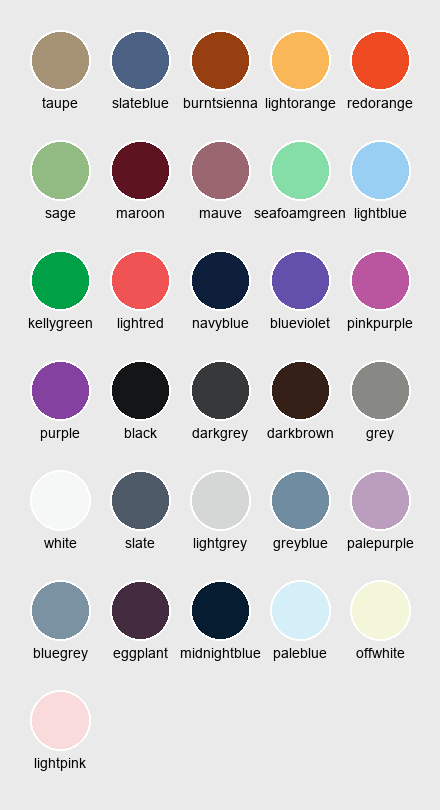 taupe slateblue burntsienna lightorange redorange
sage maroon mauve seafoamgreen lightblue
kellygreen lightred navyblue blueviolet pinkpurple
purple black darkgrey darkbrown grey
white slate lightgrey greyblue palepurple
bluegrey eggplant midnightblue paleblue offwhite
lightpink